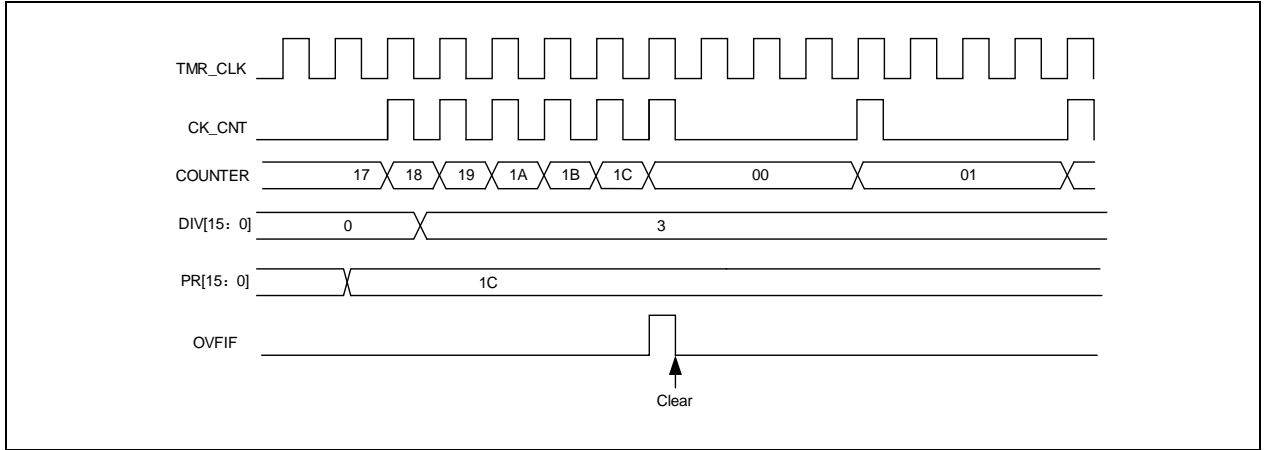 TMR_CLK
CK_CNT
COUNTER 17 18 19 1A 1B 1C 00 01
DIV[15：0] 0 3
PR[15：0] 1C
OVFIF
Clear